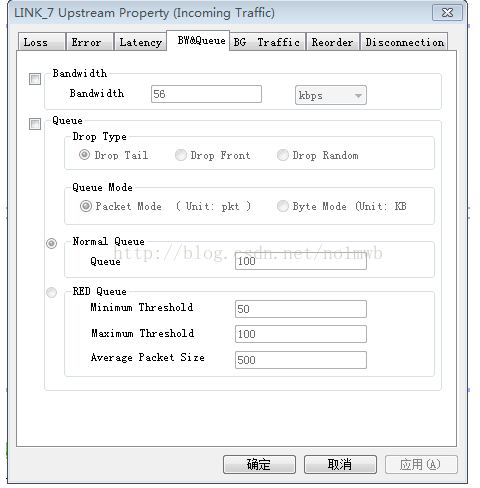 LINK_7 Upstream Property (Incoming Traffic)
Loss Error Latency BW&Queue BG Traffic Reorder Disconnection
Bandwidth
Bandwidth 56 kbps
Queue
Drop Type
Drop Tail Drop Front Drop Random
Queue Mode
Packet Mode ( Unit: pkt ) Byte Mode (Unit: KB
Normal Queue
http://blog.csdn.net/no1mwb
Queue 100
RED Queue
Minimum Threshold 50
Maximum Threshold 100
Average Packet Size 500
确定 取消 应用(A)